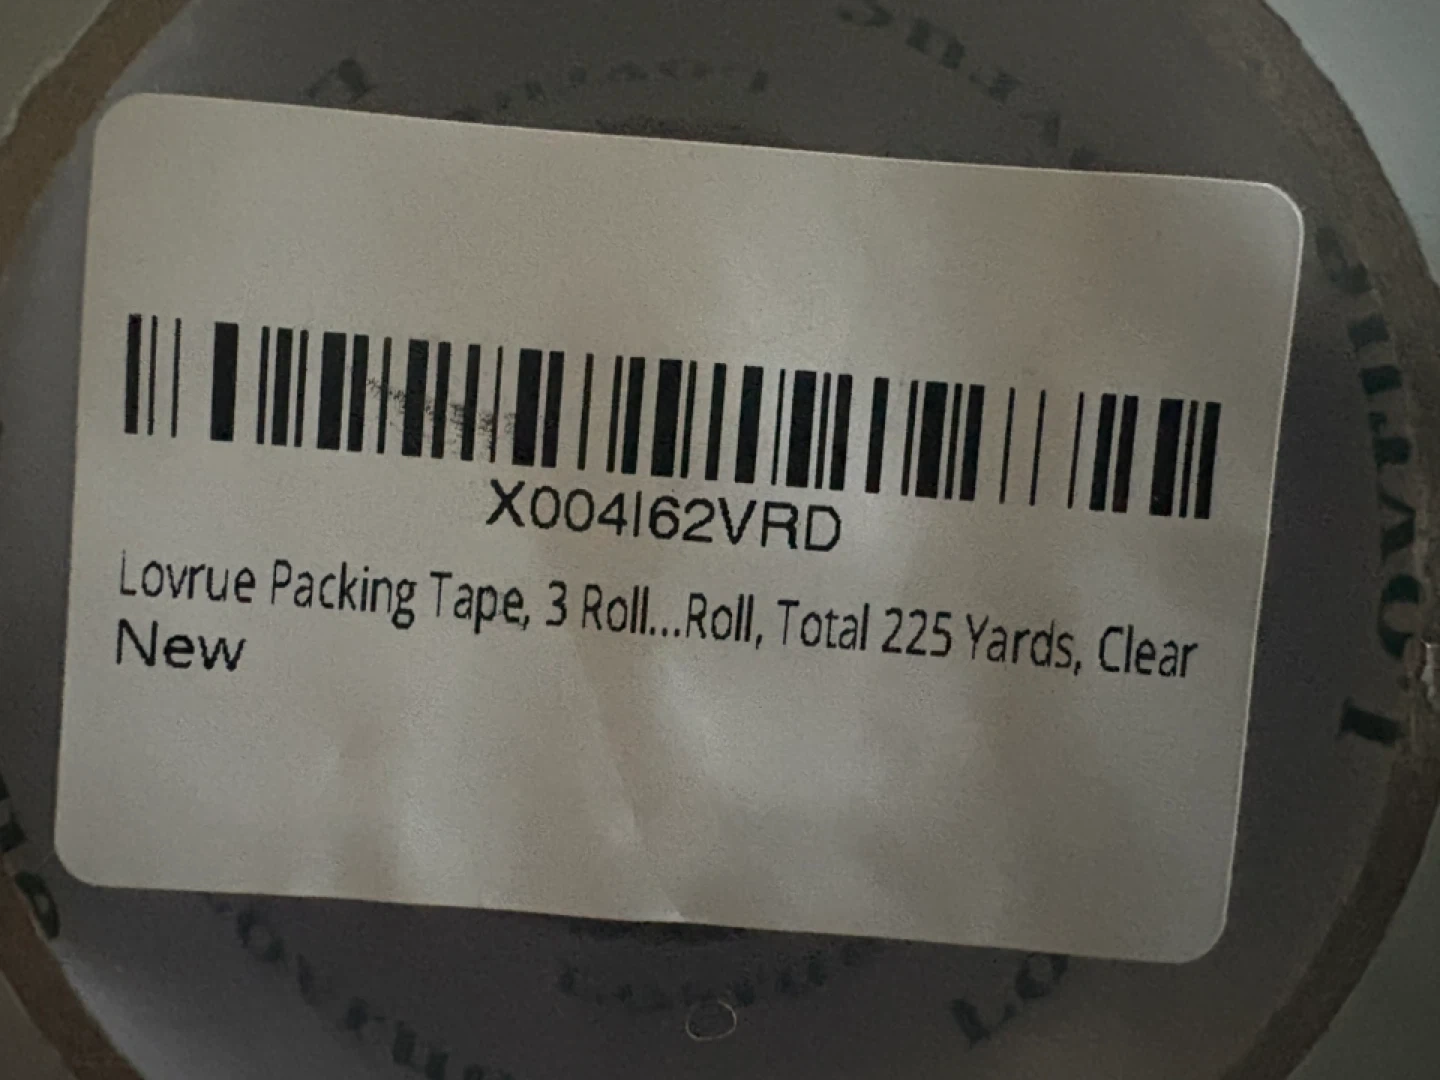 X004I62VRD
Lovrue Packing Tape, 3 Roll...Roll, Total 225 Yards, Clear
New